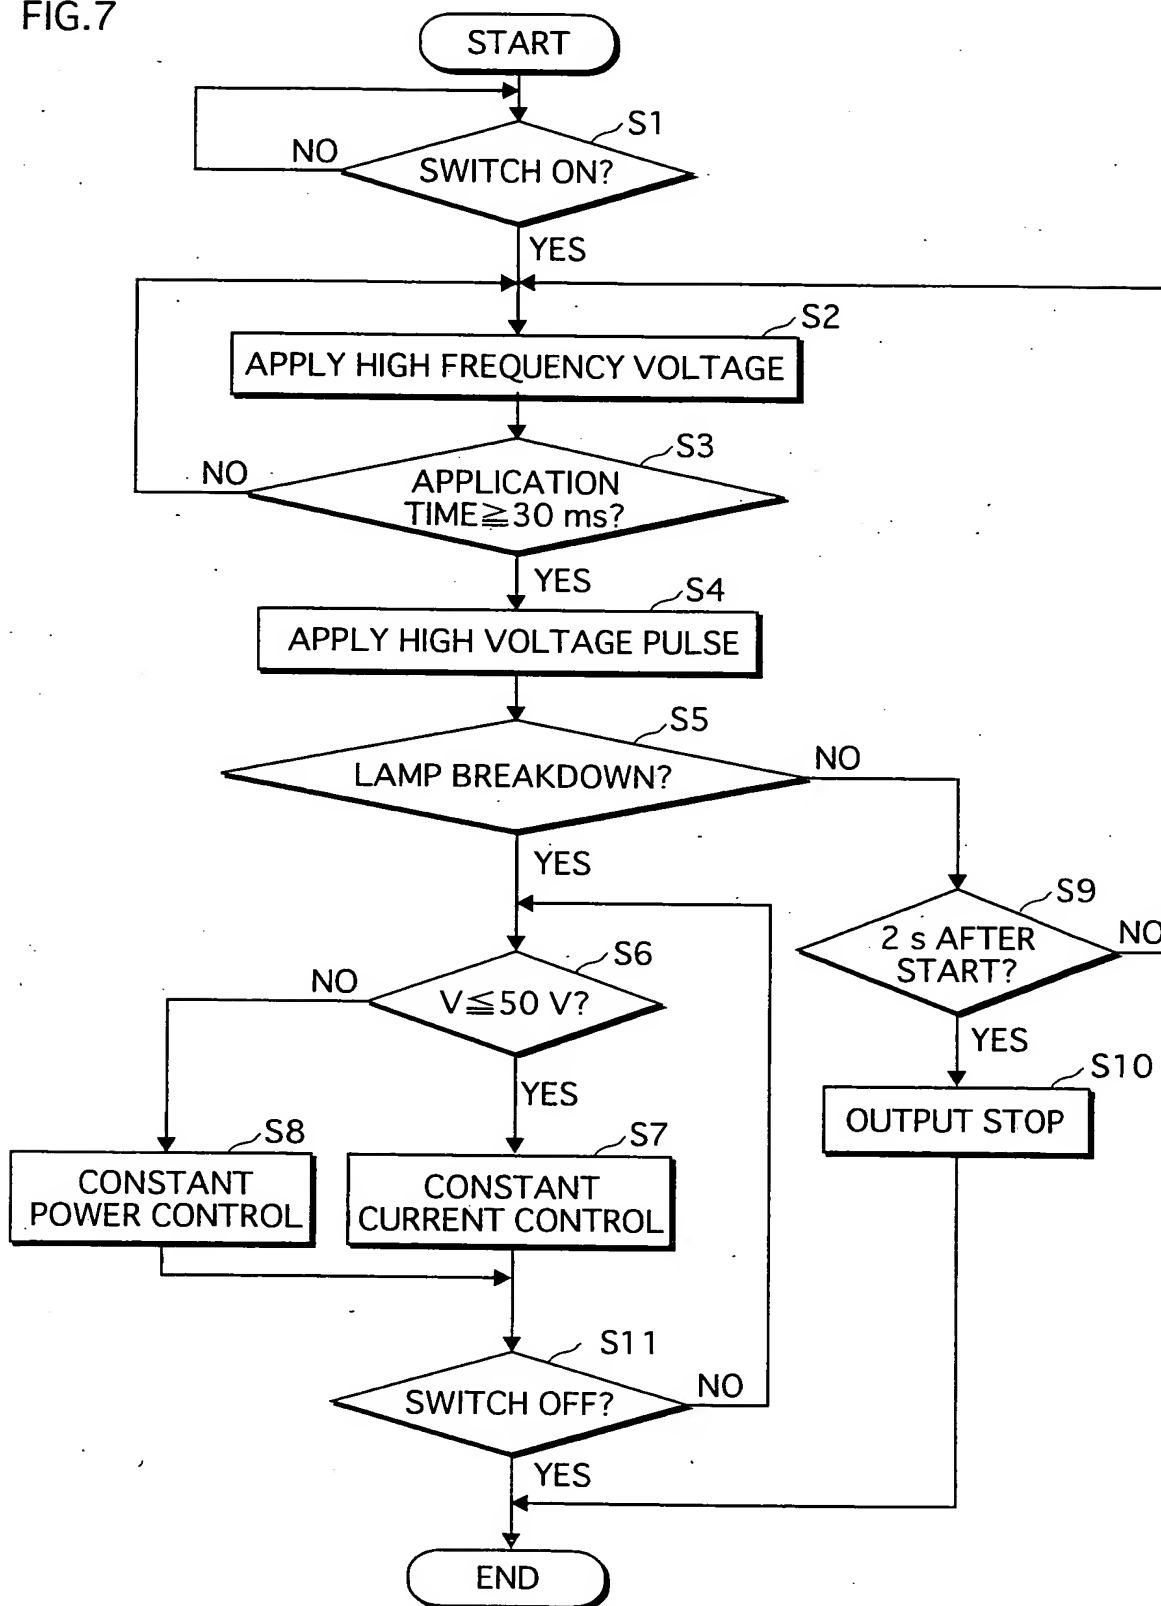 FIG.7
START
S1
NO
SWITCH ON?
YES
S2
APPLY HIGH FREQUENCY VOLTAGE
S3
NO
APPLICATION
TIME≧30 ms?
YES
S4
APPLY HIGH VOLTAGE PULSE
S5
LAMP BREAKDOWN?
NO
YES
S9
2 s AFTER
START?
NO
S6
NO
V≦50 V?
YES
YES
S10
OUTPUT STOP
S8
CONSTANT
POWER CONTROL
S7
CONSTANT
CURRENT CONTROL
S11
SWITCH OFF?
NO
YES
END